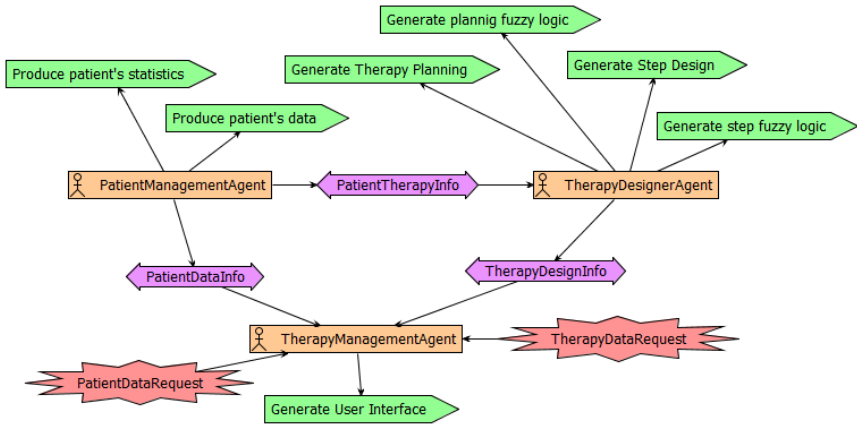 Generate plannig fuzzy logic
Produce patient's statistics
Generate Therapy Planning
Generate Step Design
Produce patient's data
Generate step fuzzy logic
PatientManagementAgent
PatientTherapyInfo
TherapyDesignerAgent
PatientDataInfo
TherapyDesignInfo
TherapyManagementAgent
TherapyDataRequest
PatientDataRequest
Generate User Interface